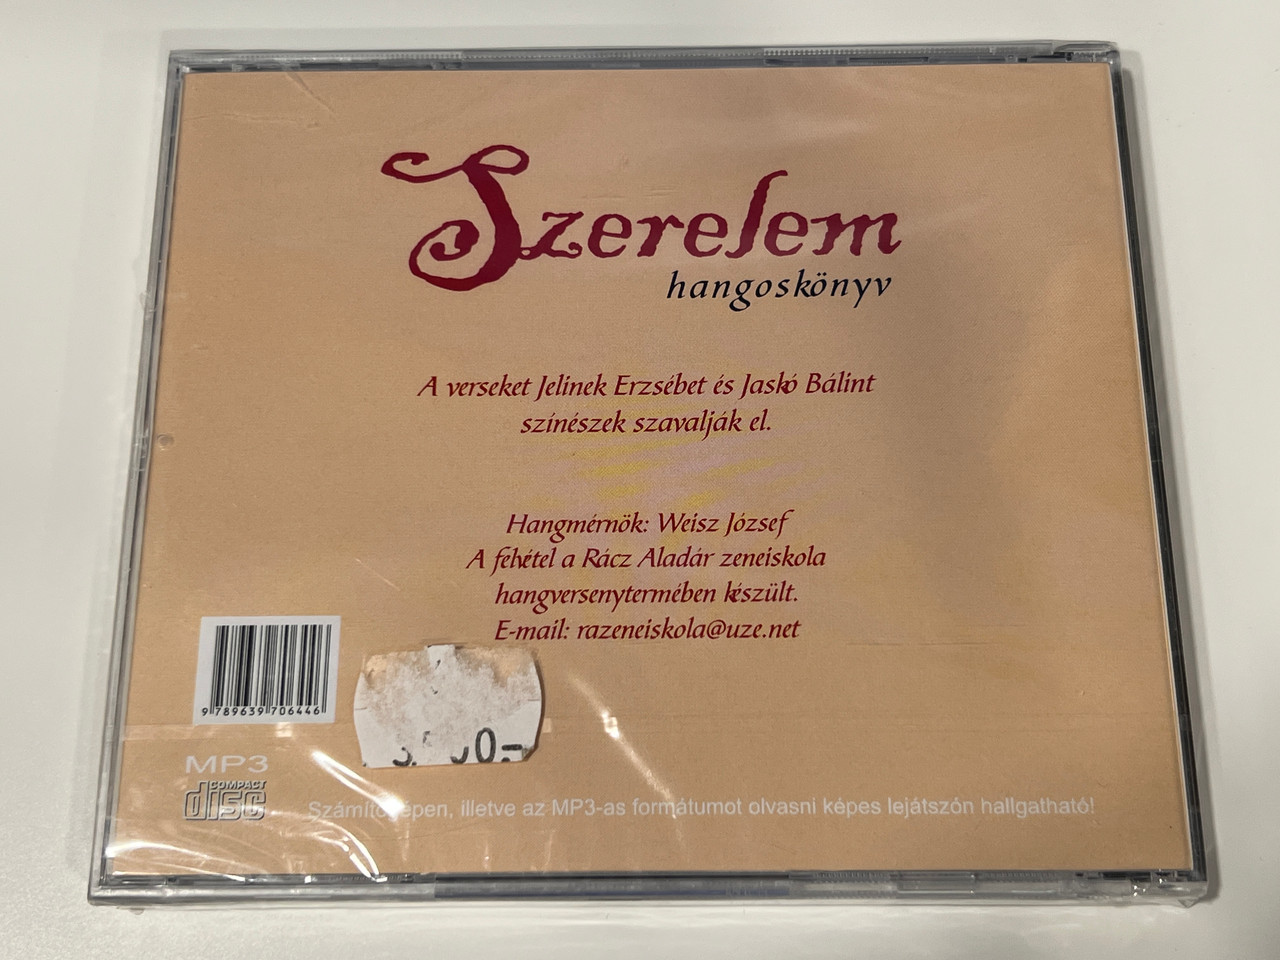 Szerelem
hangoskönyv
A verseket Jelinek Erzsébet és Jaskó Bálint
színészek szavalják el.
Hangmérnök: Weisz József
A felvétel a Rácz Aladár zeneiskola
hangversenytermében készült.
E-mail: razeneiskola@uze.net
9 789639 706446
MP3
COMPACT
disc
Számítógépen, illetve az MP3-as formátumot olvasni képes lejátszón hallgatható!